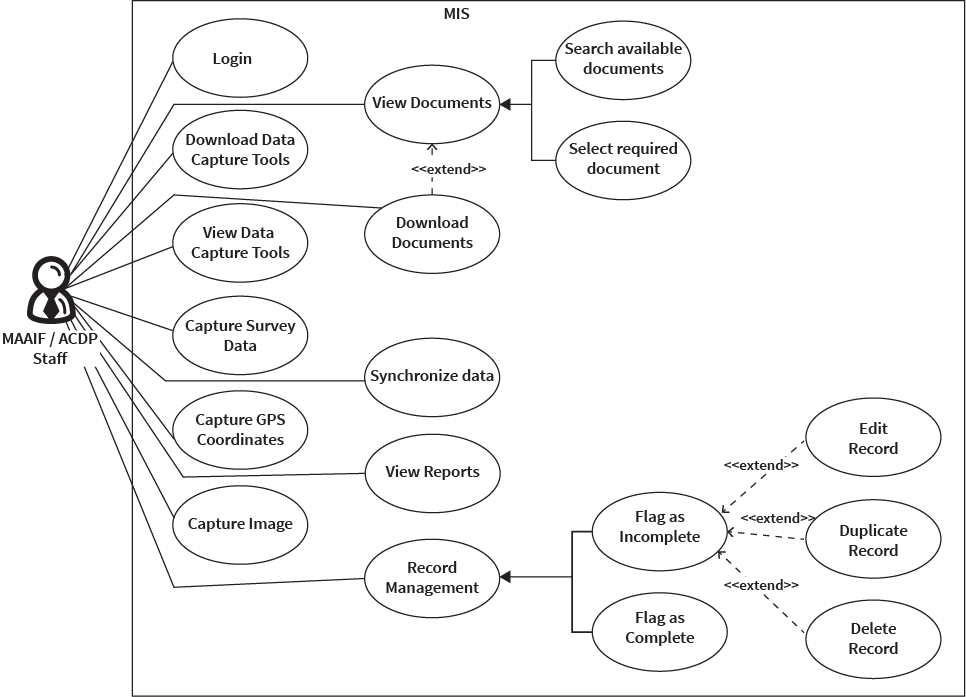 MIS
Login
Search available
documents
View Documents
Download Data
Capture Tools
Select required
document
<<extend>>
Download
Documents
View Data
Capture Tools
MAAIF / ACDP
Staff
Capture Survey
Data
Synchronize data
Capture GPS
Coordinates
Edit
Record
<<extend>>
View Reports
Capture Image
Flag as
Incomplete
<<extend>>
Duplicate
Record
Record
Management
<<extend>>
Flag as
Complete
Delete
Record